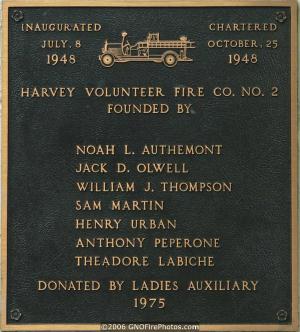 INAUGURATED
JULY, 8
1948
CHARTERED
OCTOBER, 25
1948
HARVEY VOLUNTEER FIRE CO. NO. 2
FOUNDED BY
NOAH L. AUTHEMONT
JACK D. OLWELL
WILLIAM J. THOMPSON
SAM MARTIN
HENRY URBAN
ANTHONY PEPERONE
THEADORE LABICHE
DONATED BY LADIES AUXILIARY
1975
©2006 GNOFirePhotos.com